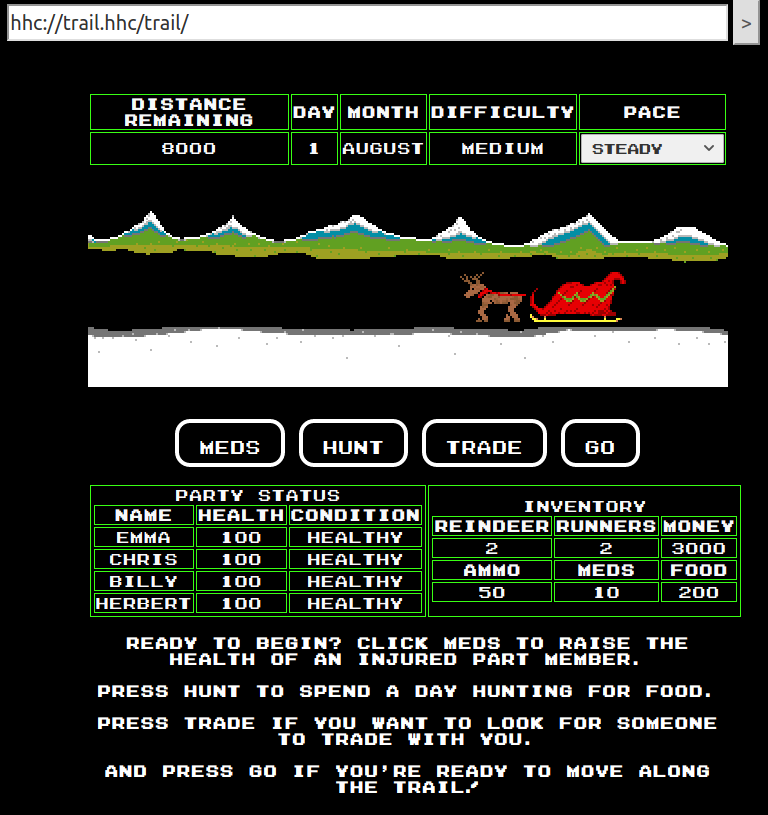 hhc://trail.hhc/trail/
>
DISTANCE REMAINING DAY MONTH DIFFICULTY PACE
8000 1 AUGUST MEDIUM STEADY
MEDS HUNT TRADE GO
PARTY STATUS
NAME HEALTH CONDITION
EMMA 100 HEALTHY
CHRIS 100 HEALTHY
BILLY 100 HEALTHY
HERBERT 100 HEALTHY
INVENTORY
REINDEER RUNNERS MONEY
2 2 3000
AMMO MEDS FOOD
50 10 200
READY TO BEGIN? CLICK MEDS TO RAISE THE
HEALTH OF AN INJURED PART MEMBER.
PRESS HUNT TO SPEND A DAY HUNTING FOR FOOD.
PRESS TRADE IF YOU WANT TO LOOK FOR SOMEONE
TO TRADE WITH YOU.
AND PRESS GO IF YOU'RE READY TO MOVE ALONG
THE TRAIL.'